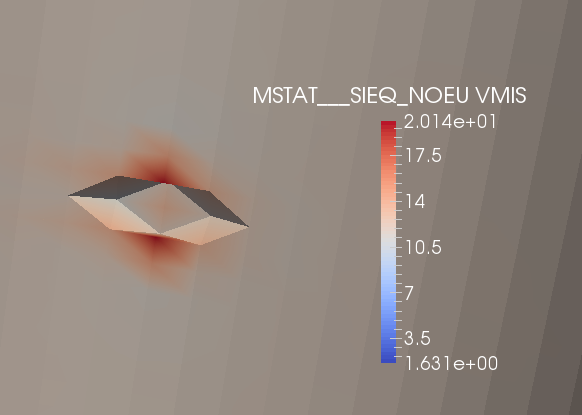 MSTAT___SIEQ_NOEU VMIS
2.014e+01
17.5
14
10.5
7
3.5
1.631e+00